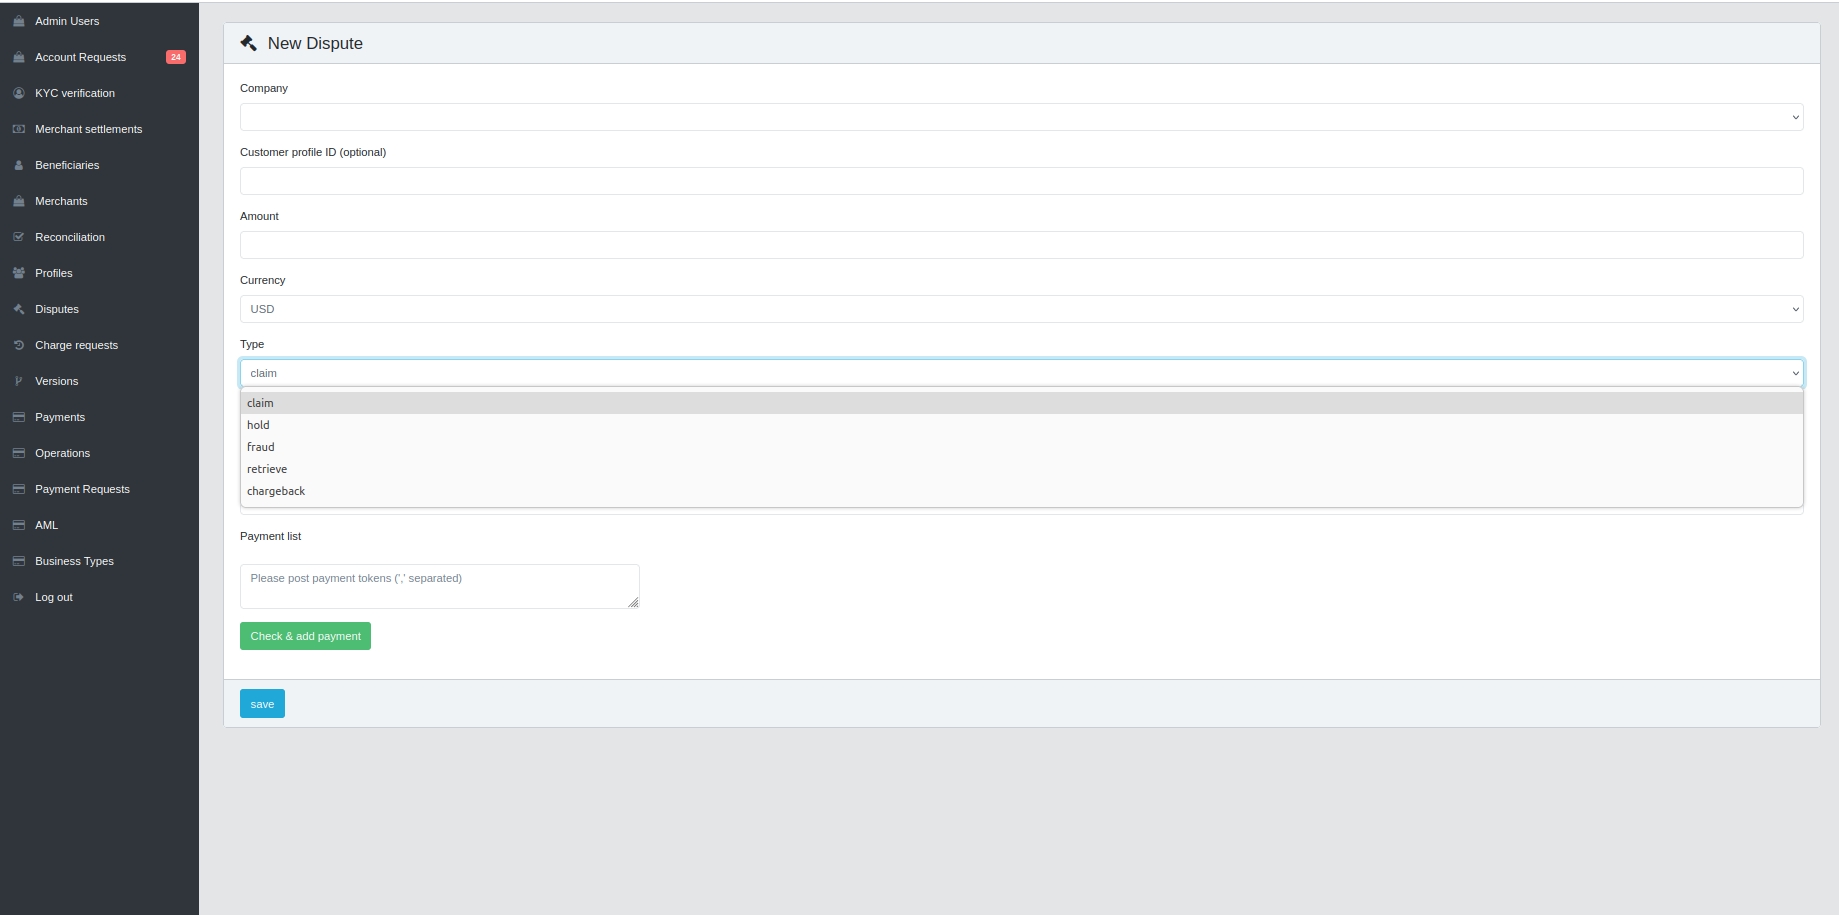 Admin Users
Account Requests 24
KYC verification
Merchant settlements
Beneficiaries
Merchants
Reconciliation
Profiles
Disputes
Charge requests
Versions
Payments
Operations
Payment Requests
AML
Business Types
Log out
New Dispute
Company
Customer profile ID (optional)
Amount
Currency
USD
Type
claim
claim
hold
fraud
retrieve
chargeback
Payment list
Please post payment tokens (',' separated)
Check & add payment
save